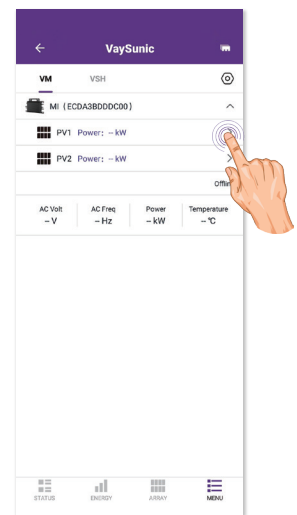 VaySunic
VM VSH
MI (ECDA3BDDDC00)
PV1 Power: -- kW
PV2 Power: -- kW
AC Volt AC Freq Power Temperature
-- V -- Hz -- kW -- ℃
STATUS ENERGY ARRAY MENU